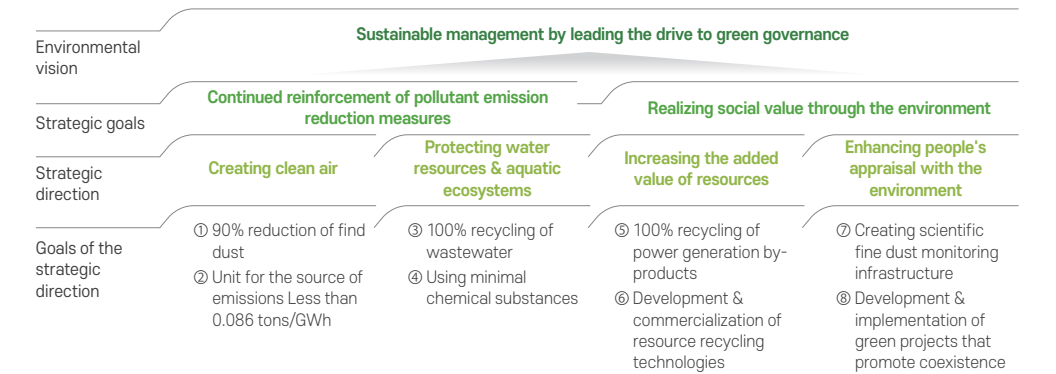 Environmental
vision
Sustainable management by leading the drive to green governance
Strategic goals
Continued reinforcement of pollutant emission
reduction measures
Realizing social value through the environment
Strategic
direction
Creating clean air
Protecting water
resources & aquatic
ecosystems
Increasing the added
value of resources
Enhancing people's
appraisal with the
environment
Goals of the
strategic
direction
① 90% reduction of find
dust
② Unit for the source of
emissions Less than
0.086 tons/GWh
③ 100% recycling of
wastewater
④ Using minimal
chemical substances
⑤ 100% recycling of
power generation by-
products
⑥ Development &
commercialization of
resource recycling
technologies
⑦ Creating scientific
fine dust monitoring
infrastructure
⑧ Development &
implementation of
green projects that
promote coexistence